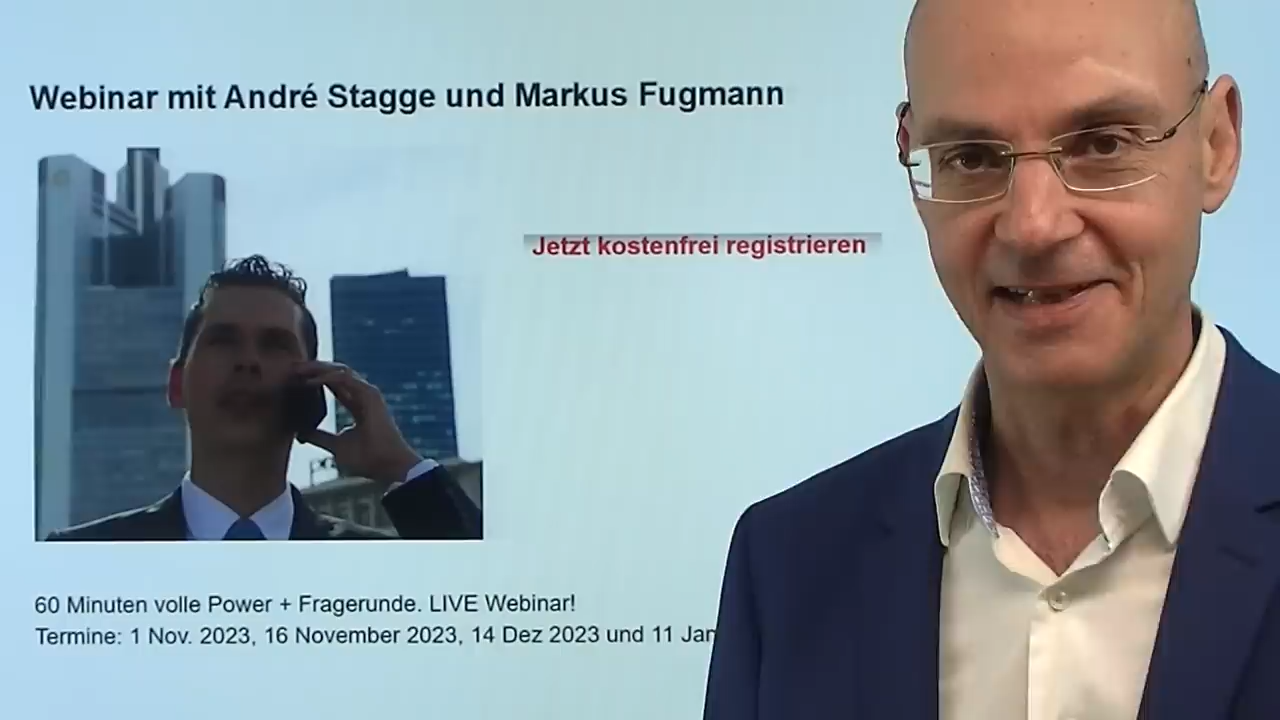 Webinar mit André Stagge und Markus Fugmann
Jetzt kostenfrei registrieren
60 Minuten volle Power + Fragerunde. LIVE Webinar!
Termine: 1 Nov. 2023, 16 November 2023, 14 Dez 2023 und 11 Jan